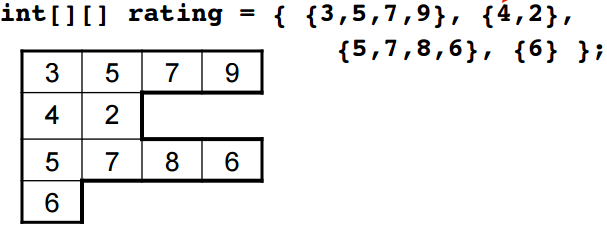 int[][] rating = { {3,5,7,9}, {4,2},
{5,7,8,6}, {6} };
3 5 7 9
4 2
5 7 8 6
6